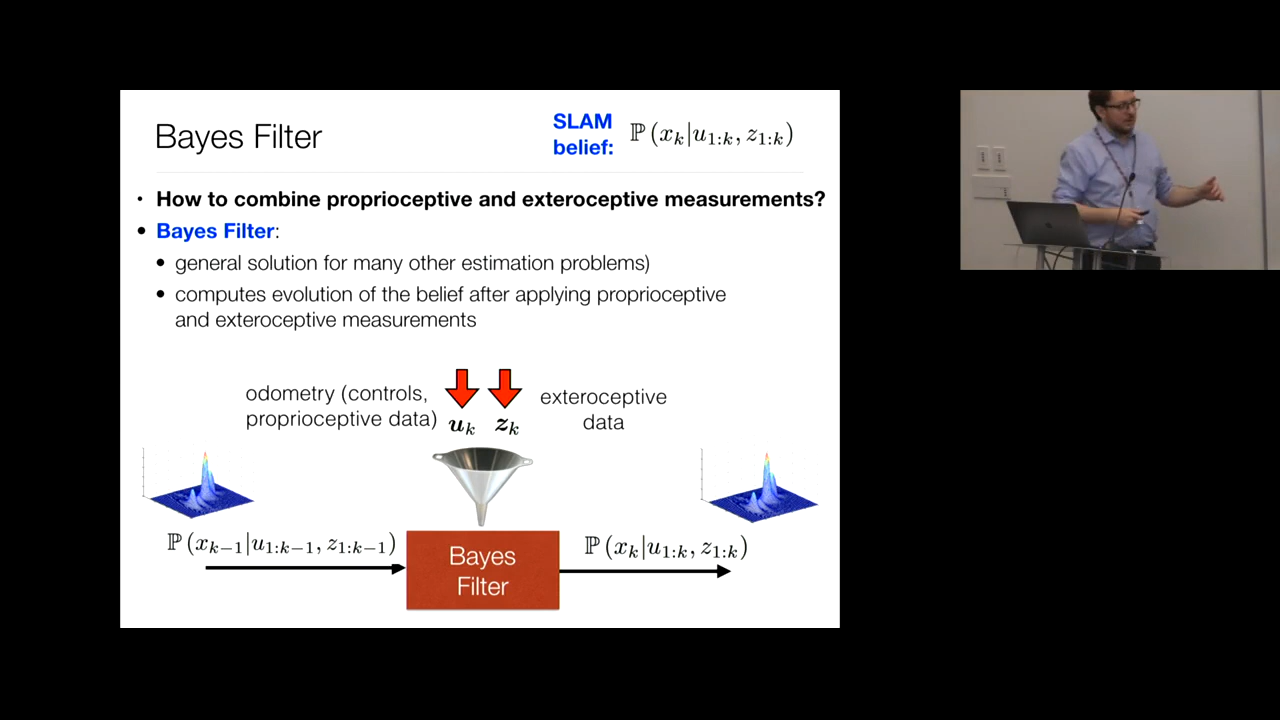 Bayes Filter
SLAM
belief:
ℙ (x_k|u_{1:k}, z_{1:k})
• How to combine proprioceptive and exteroceptive measurements?
• Bayes Filter:
• general solution for many other estimation problems)
• computes evolution of the belief after applying proprioceptive
and exteroceptive measurements
odometry (controls,
proprioceptive data)
u_k z_k
exteroceptive
data
ℙ (x_{k-1}|u_{1:k-1}, z_{1:k-1})
Bayes
Filter
ℙ (x_k|u_{1:k}, z_{1:k})